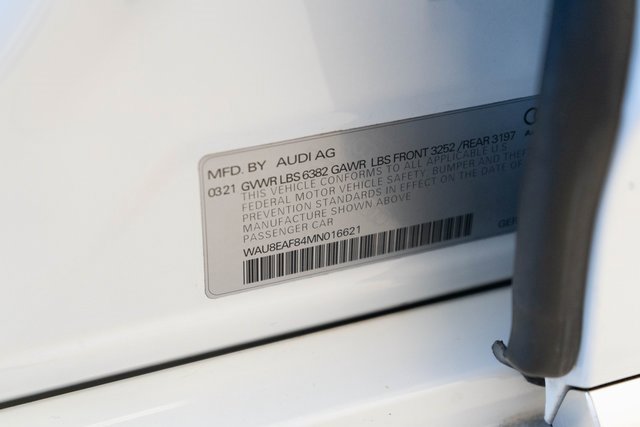 MFD. BY AUDI AG
03 21 GVWR LBS 6382 GAWR LBS FRONT 3252 /REAR 3197
THIS VEHICLE CONFORMS TO ALL APPLICABLE U.S
FEDERAL MOTOR VEHICLE SAFETY, BUMPER AND THEFT
PREVENTION STANDARDS IN EFFECT ON THE DATE OF
MANUFACTURE SHOWN ABOVE
PASSENGER CAR
WAU8EAF84MN016621